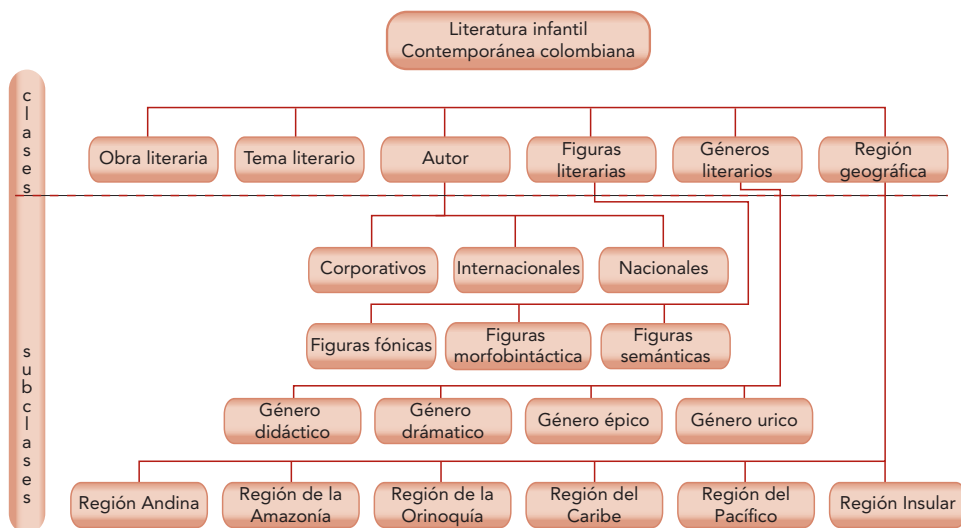 Literatura infantil
Contemporánea colombiana
clases
Obra literaria
Tema literario
Autor
Figuras
literarias
Géneros
literarios
Región
geográfica
subclases
Corporativos
Internacionales
Nacionales
Figuras fónicas
Figuras
morfobintáctica
Figuras
semánticas
Género
didáctico
Género
drámatico
Género épico
Género urico
Región Andina
Región de la
Amazonía
Región de la
Orinoquía
Región del
Caribe
Región del
Pacífico
Región Insular